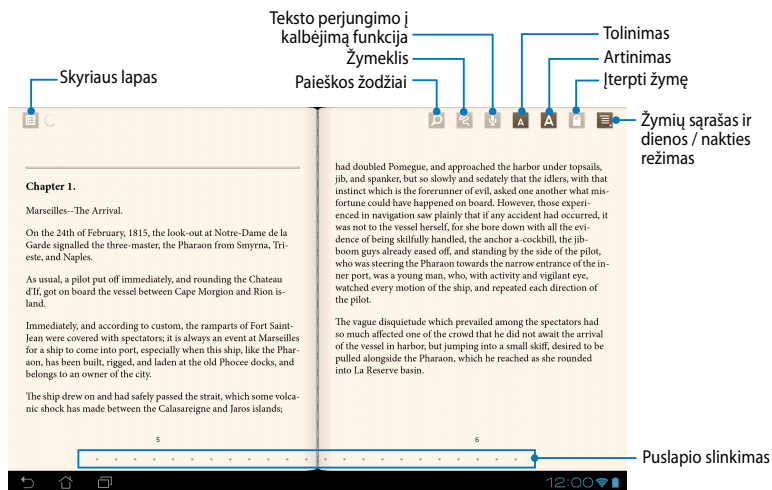 Teksto perjungimo į
kalbėjimą funkcija
Žymeklis
Paieškos žodžiai
Skyriaus lapas
Tolinimas
Artinimas
Įterpti žymę
Žymių sąrašas ir
dienos / nakties
režimas
A
A
Chapter 1.
Marseilles--The Arrival.
On the 24th of February, 1815, the look-out at Notre-Dame de la
Garde signalled the three-master, the Pharaon from Smyrna, Tri-
este, and Naples.
As usual, a pilot put off immediately, and rounding the Chateau
d'If, got on board the vessel between Cape Morgion and Rion is-
land.
Immediately, and according to custom, the ramparts of Fort Saint-
Jean were covered with spectators; it is always an event at Marseilles
for a ship to come into port, especially when this ship, like the Phar-
aon, has been built, rigged, and laden at the old Phocee docks, and
belongs to an owner of the city.
The ship drew on and had safely passed the strait, which some volca-
nic shock has made between the Calasareigne and Jaros islands;
5
had doubled Pomegue, and approached the harbor under topsails,
jib, and spanker, but so slowly and sedately that the idlers, with that
instinct which is the forerunner of evil, asked one another what mis-
fortune could have happened on board. However, those experi-
enced in navigation saw plainly that if any accident had occurred, it
was not to the vessel herself, for she bore down with all the evi-
dence of being skilfully handled, the anchor a-cockbill, the jib-
boom guys already eased off, and standing by the side of the pilot,
who was steering the Pharaon towards the narrow entrance of the in-
ner port, was a young man, who, with activity and vigilant eye,
watched every motion of the ship, and repeated each direction of
the pilot.
The vague disquietude which prevailed among the spectators had
so much affected one of the crowd that he did not await the arrival
of the vessel in harbor, but jumping into a small skiff, desired to be
pulled alongside the Pharaon, which he reached as she rounded
into La Reserve basin.
6
Puslapio slinkimas
12:00